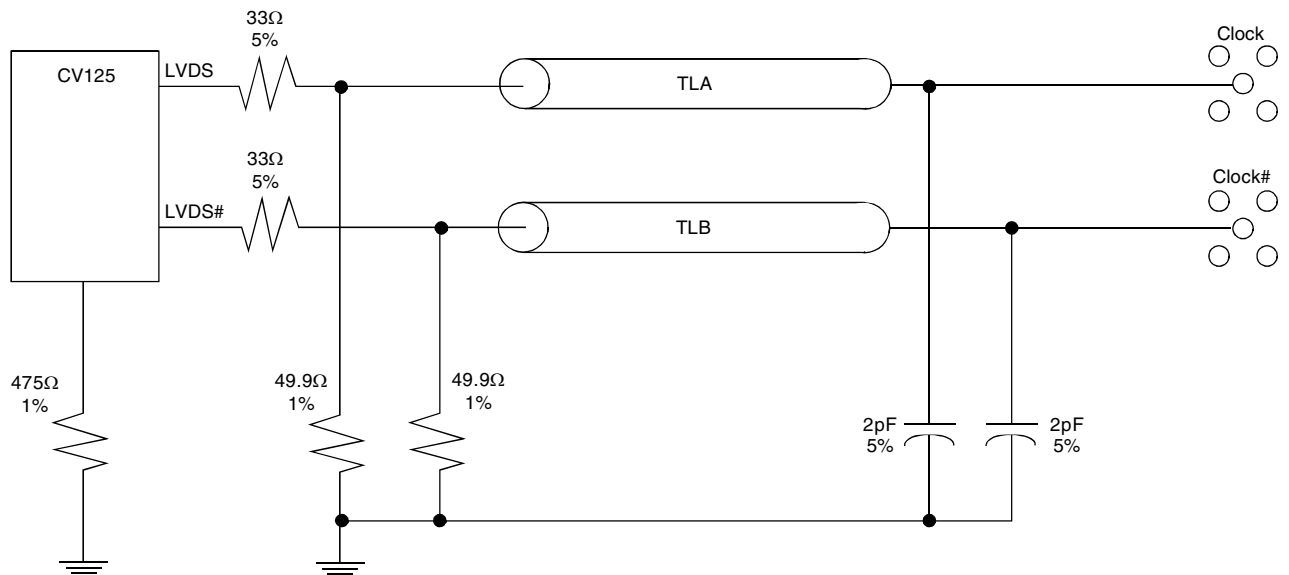 33Ω
5%
Clock
CV125
LVDS
TLA
33Ω
5%
Clock#
LVDS#
TLB
475Ω
1%
49.9Ω
1%
49.9Ω
1%
2pF
5%
2pF
5%